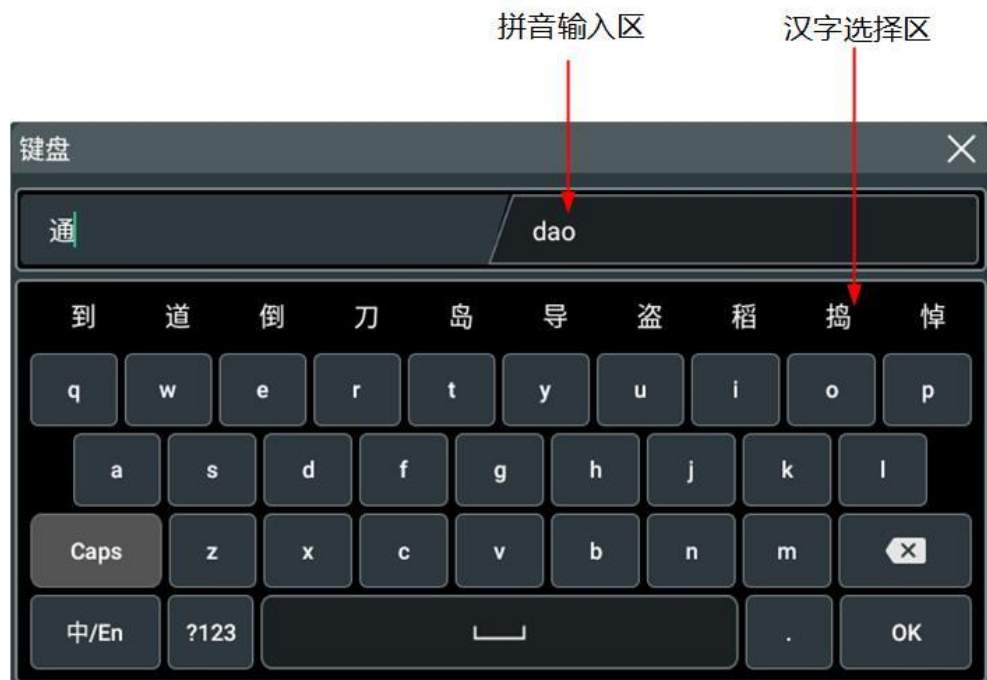 拼音输入区 汉字选择区
键盘
通 dao
到 道 倒 刀 岛 导 盗 稻 捣 悼
q w e r t y u i o p
a s d f g h j k l
Caps z x c v b n m
中/En ?123 . OK